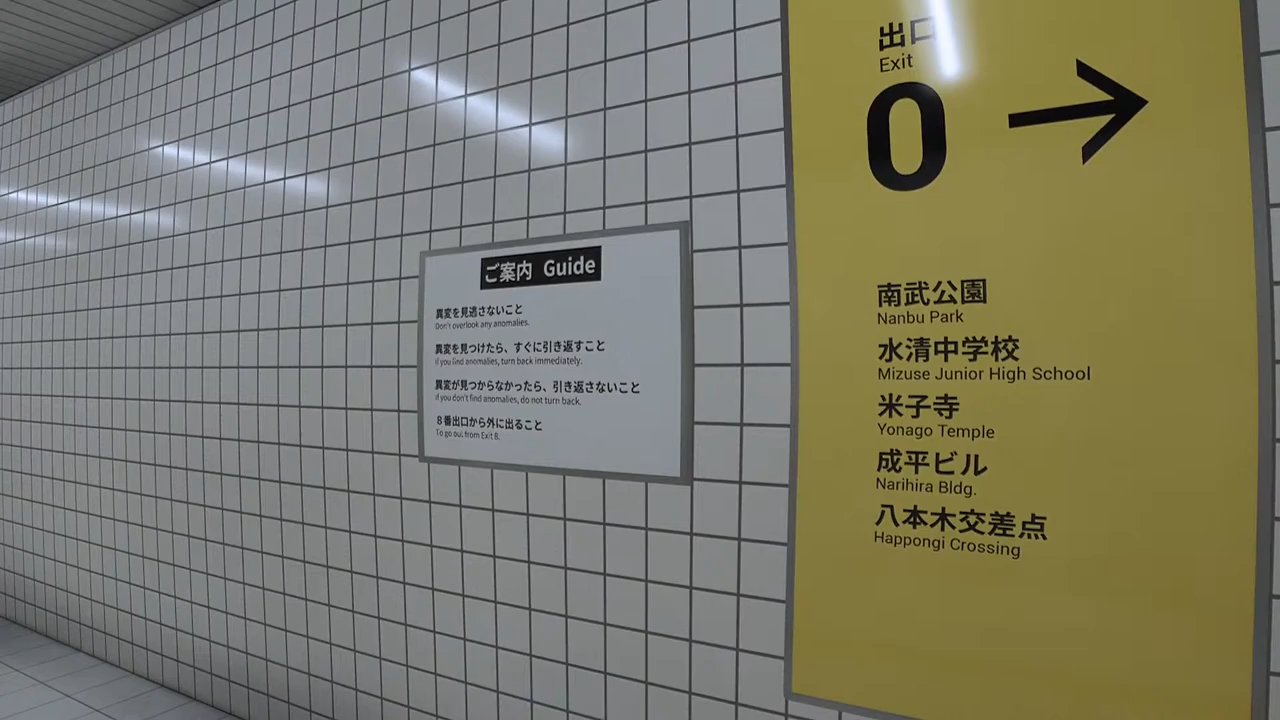 ご案内 Guide
異変を見逃さないこと
Don't overlook any anomalies.
異変を見つけたら、すぐに引き返すこと
If you find anomalies, turn back immediately.
異変が見つからなかったら、引き返さないこと
If you don't find anomalies, do not turn back.
8番出口から外に出ること
To go out from Exit 8.
出口
Exit
0
南武公園
Nanbu Park
水清中学校
Mizuse Junior High School
米子寺
Yonago Temple
成平ビル
Narihira Bldg.
八本木交差点
Happongi Crossing